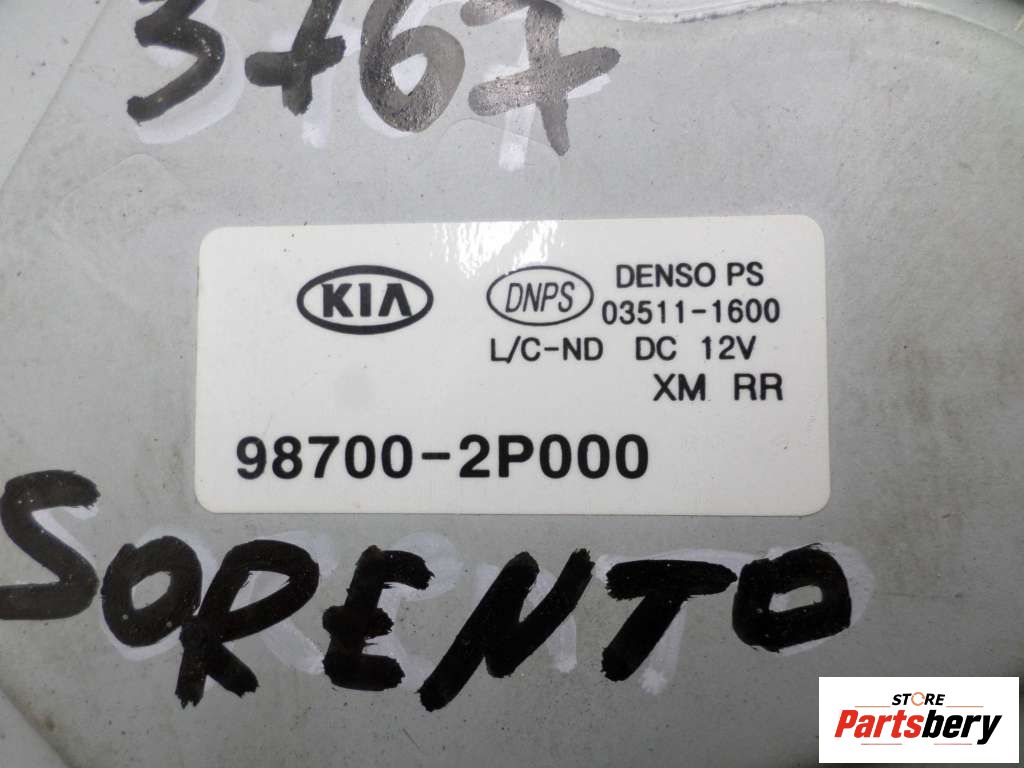 3767
KIA
DNPS
DENSO PS
03511-1600
L/C-ND DC 12V
XM RR
98700-2P000
SORENTO
STORE
Partsbery